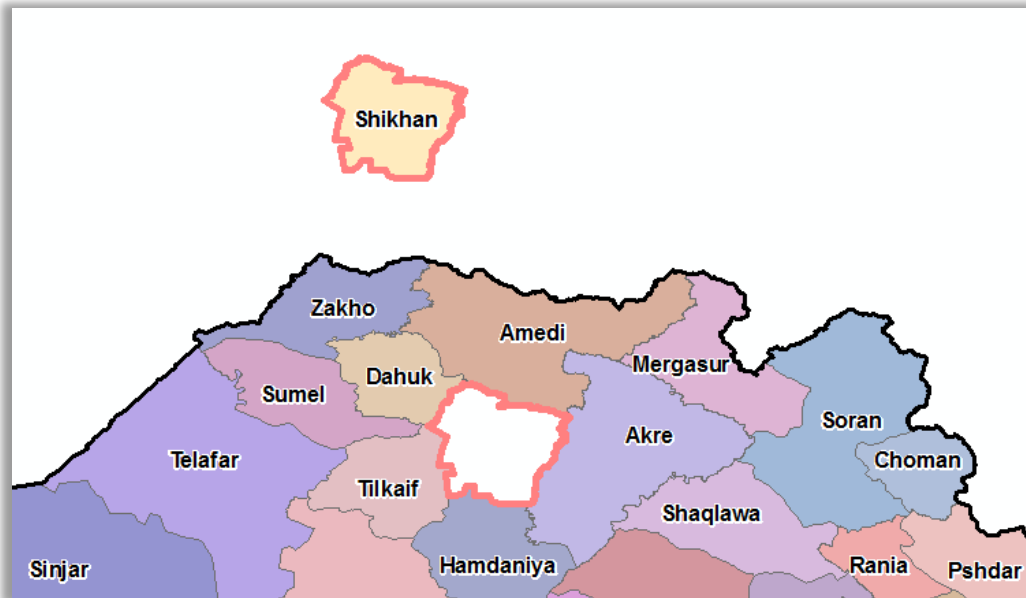 Shikhan
Zakho
Amedi
Mergasur
Dahuk
Sumel
Soran
Akre
Choman
Telafar
Tilkaif
Shaqlawa
Hamdaniya
Rania
Sinjar
Pshdar